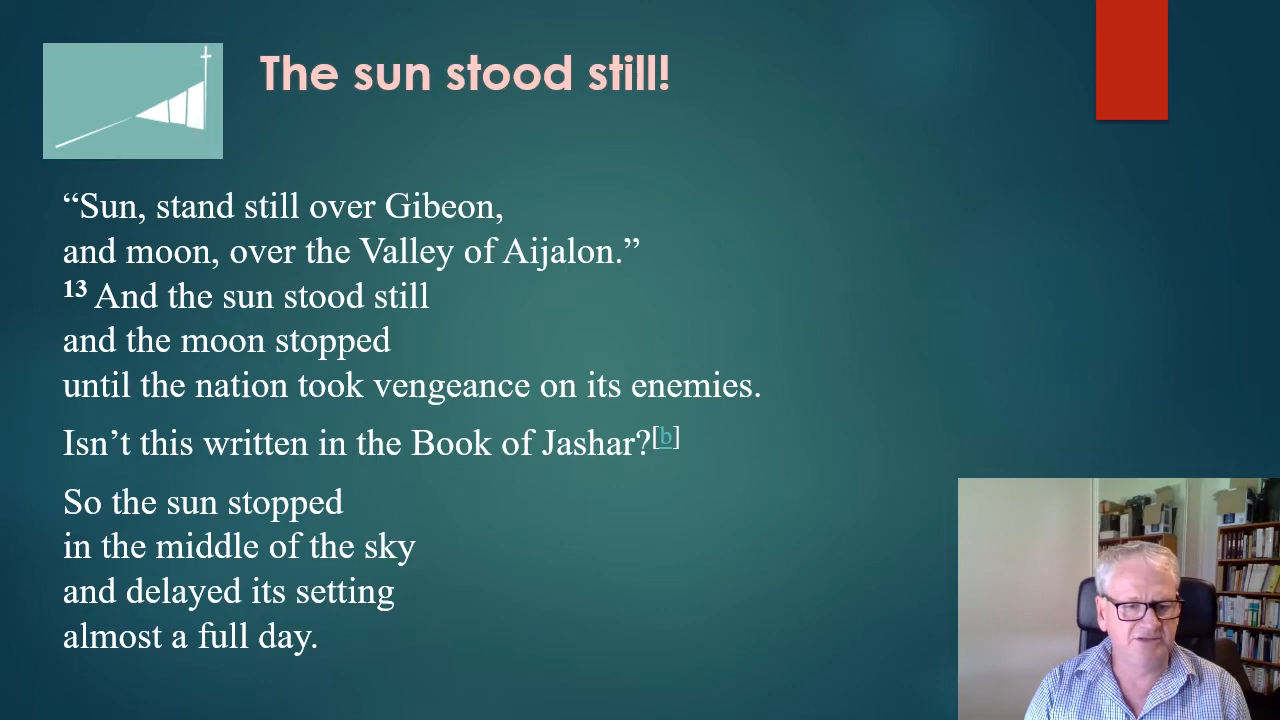 The sun stood still!
“Sun, stand still over Gibeon,
and moon, over the Valley of Aijalon.”
13 And the sun stood still
and the moon stopped
until the nation took vengeance on its enemies.
Isn’t this written in the Book of Jashar?[b]
So the sun stopped
in the middle of the sky
and delayed its setting
almost a full day.